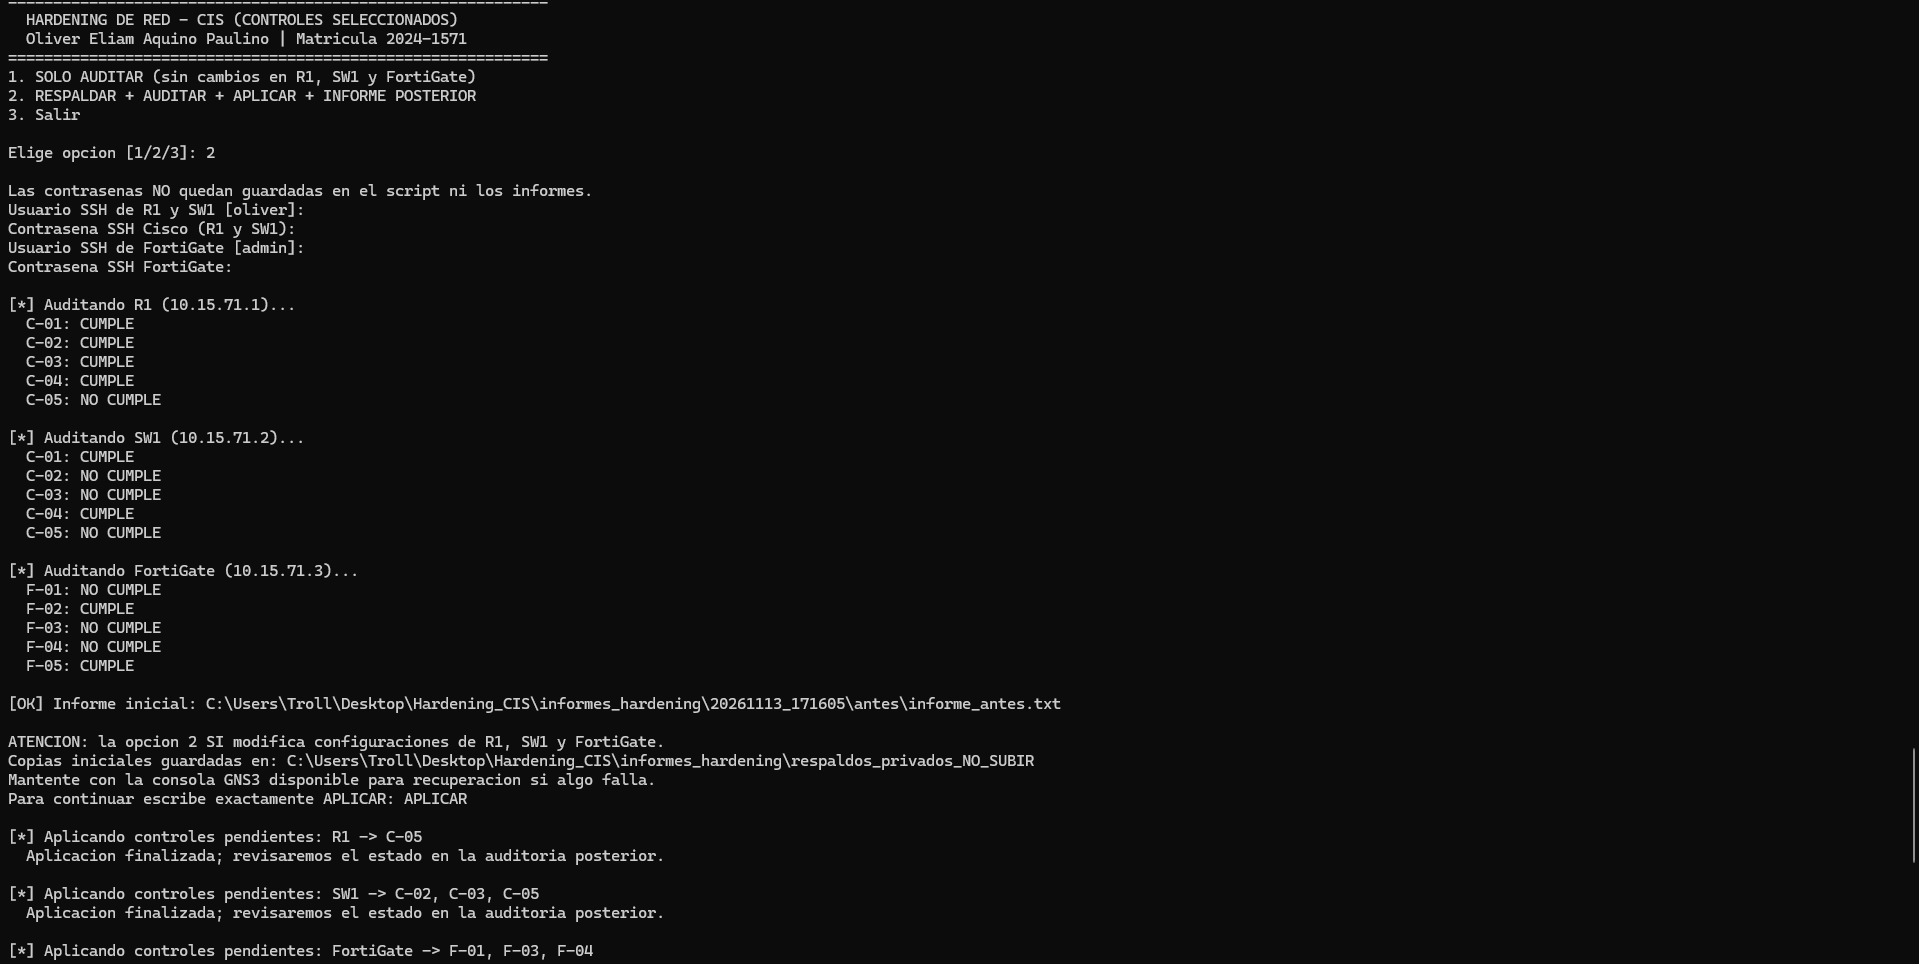 ============================================================
HARDENING DE RED - CIS (CONTROLES SELECCIONADOS)
Oliver Eliam Aquino Paulino | Matricula 2024-1571
============================================================
1. SOLO AUDITAR (sin cambios en R1, SW1 y FortiGate)
2. RESPALDAR + AUDITAR + APLICAR + INFORME POSTERIOR
3. Salir
Elige opcion [1/2/3]: 2
Las contrasenas NO quedan guardadas en el script ni los informes.
Usuario SSH de R1 y SW1 [oliver]:
Contrasena SSH Cisco (R1 y SW1):
Usuario SSH de FortiGate [admin]:
Contrasena SSH FortiGate:
[*] Auditando R1 (10.15.71.1)...
C-01: CUMPLE
C-02: CUMPLE
C-03: CUMPLE
C-04: CUMPLE
C-05: NO CUMPLE
[*] Auditando SW1 (10.15.71.2)...
C-01: CUMPLE
C-02: NO CUMPLE
C-03: NO CUMPLE
C-04: CUMPLE
C-05: NO CUMPLE
[*] Auditando FortiGate (10.15.71.3)...
F-01: NO CUMPLE
F-02: CUMPLE
F-03: NO CUMPLE
F-04: NO CUMPLE
F-05: CUMPLE
[OK] Informe inicial: C:\Users\Troll\Desktop\Hardening_CIS\informes_hardening\20261113_171605\antes\informe_antes.txt
ATENCION: la opcion 2 SI modifica configuraciones de R1, SW1 y FortiGate.
Copias iniciales guardadas en: C:\Users\Troll\Desktop\Hardening_CIS\informes_hardening\respaldos_privados_NO_SUBIR
Mantente con la consola GNS3 disponible para recuperacion si algo falla.
Para continuar escribe exactamente APLICAR: APLICAR
[*] Aplicando controles pendientes: R1 -> C-05
Aplicacion finalizada; revisaremos el estado en la auditoria posterior.
[*] Aplicando controles pendientes: SW1 -> C-02, C-03, C-05
Aplicacion finalizada; revisaremos el estado en la auditoria posterior.
[*] Aplicando controles pendientes: FortiGate -> F-01, F-03, F-04